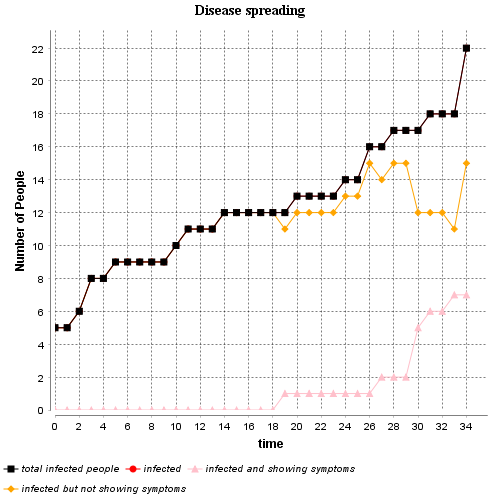 Disease spreading
Number of People
22
20
18
16
14
12
10
8
6
4
2
0
0 2 4 6 8 10 12 14 16 18 20 22 24 26 28 30 32 34
time
total infected people infected infected and showing symptoms
infected but not showing symptoms